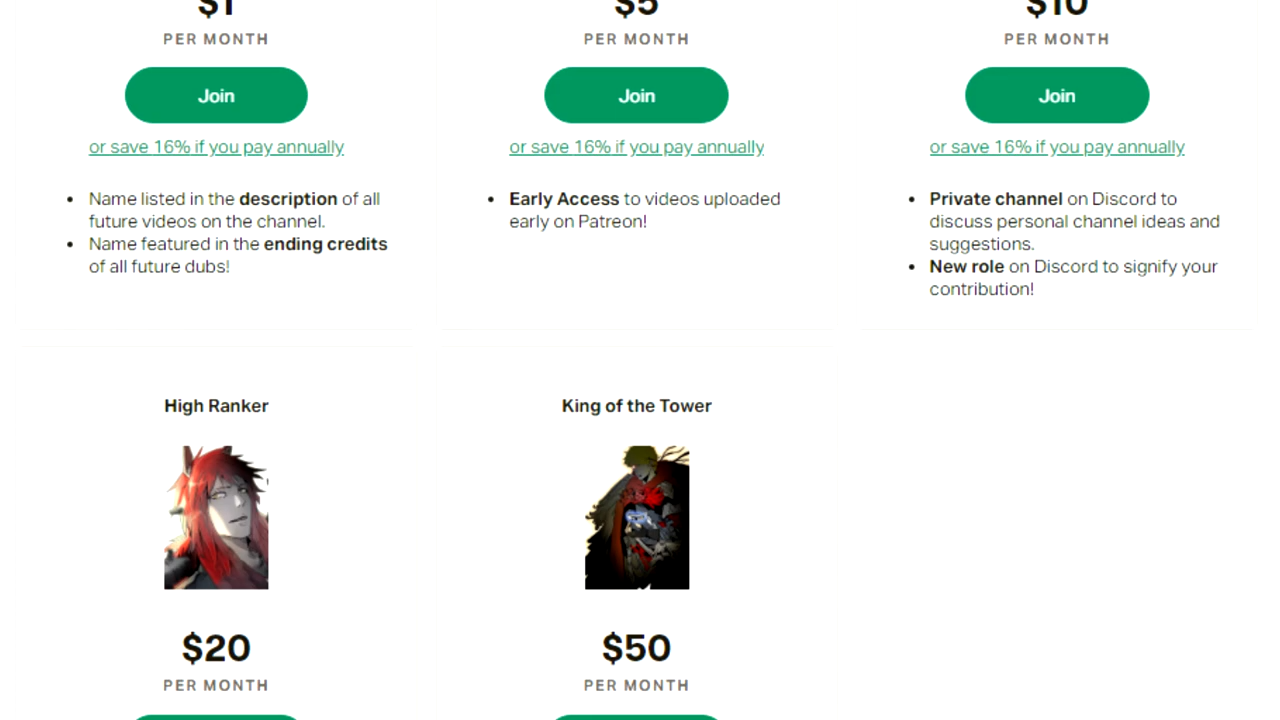 $1
$5
$10
PER MONTH
PER MONTH
PER MONTH
Join
Join
Join
or save 16% if you pay annually
or save 16% if you pay annually
or save 16% if you pay annually
• Name listed in the description of all
future videos on the channel.
• Name featured in the ending credits
of all future dubs!
• Early Access to videos uploaded
early on Patreon!
• Private channel on Discord to
discuss personal channel ideas and
suggestions.
• New role on Discord to signify your
contribution!
High Ranker
King of the Tower
$20
$50
PER MONTH
PER MONTH